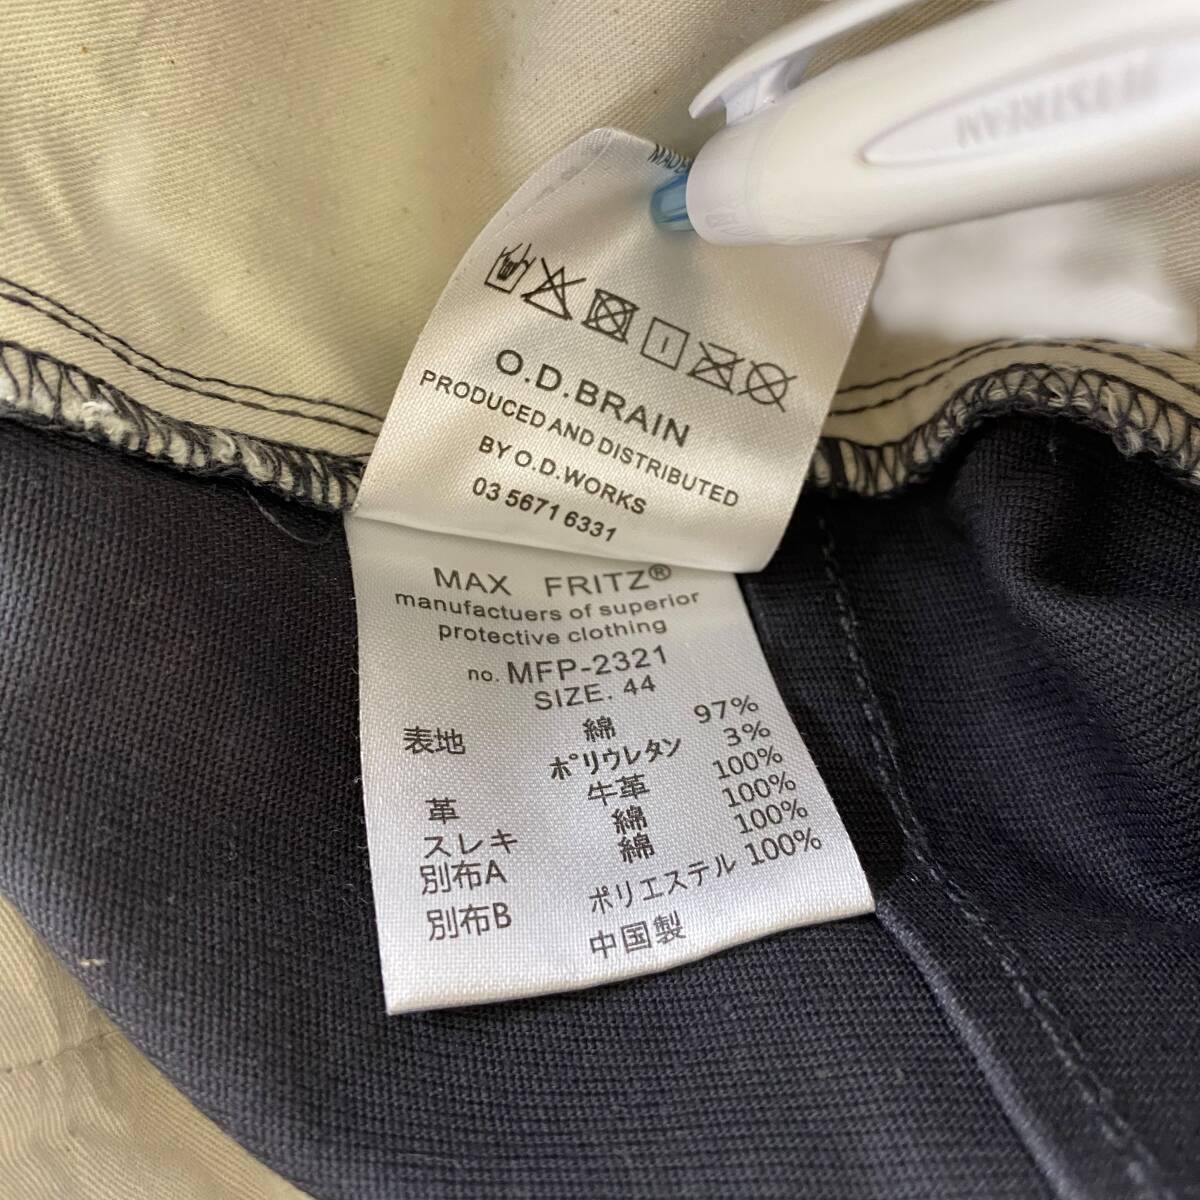 MADE
JETSTREAM
O.D.BRAIN
PRODUCED AND DISTRIBUTED
BY O.D.WORKS
03 5671 6331
MAX FRITZ®
manufactuers of superior
protective clothing
no. MFP-2321
SIZE. 44
表地 綿 97%
ポリウレタン 3%
革 牛革 100%
スレキ 綿 100%
別布A 綿 100%
別布B ポリエステル 100%
中国製